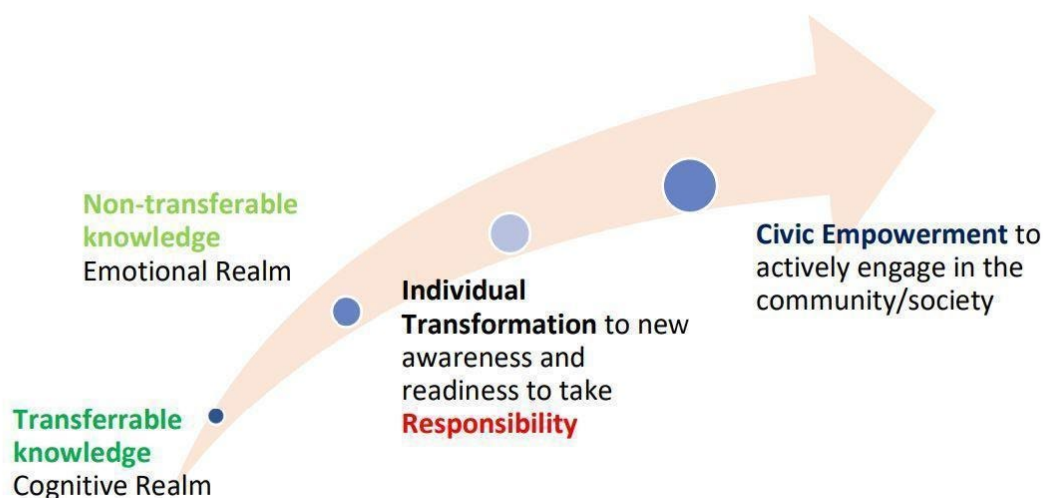 Non-transferable
knowledge
Emotional Realm
Civic Empowerment to
actively engage in the
community/society
Individual
Transformation to new
awareness and
readiness to take
Responsibility
Transferrable
knowledge
Cognitive Realm